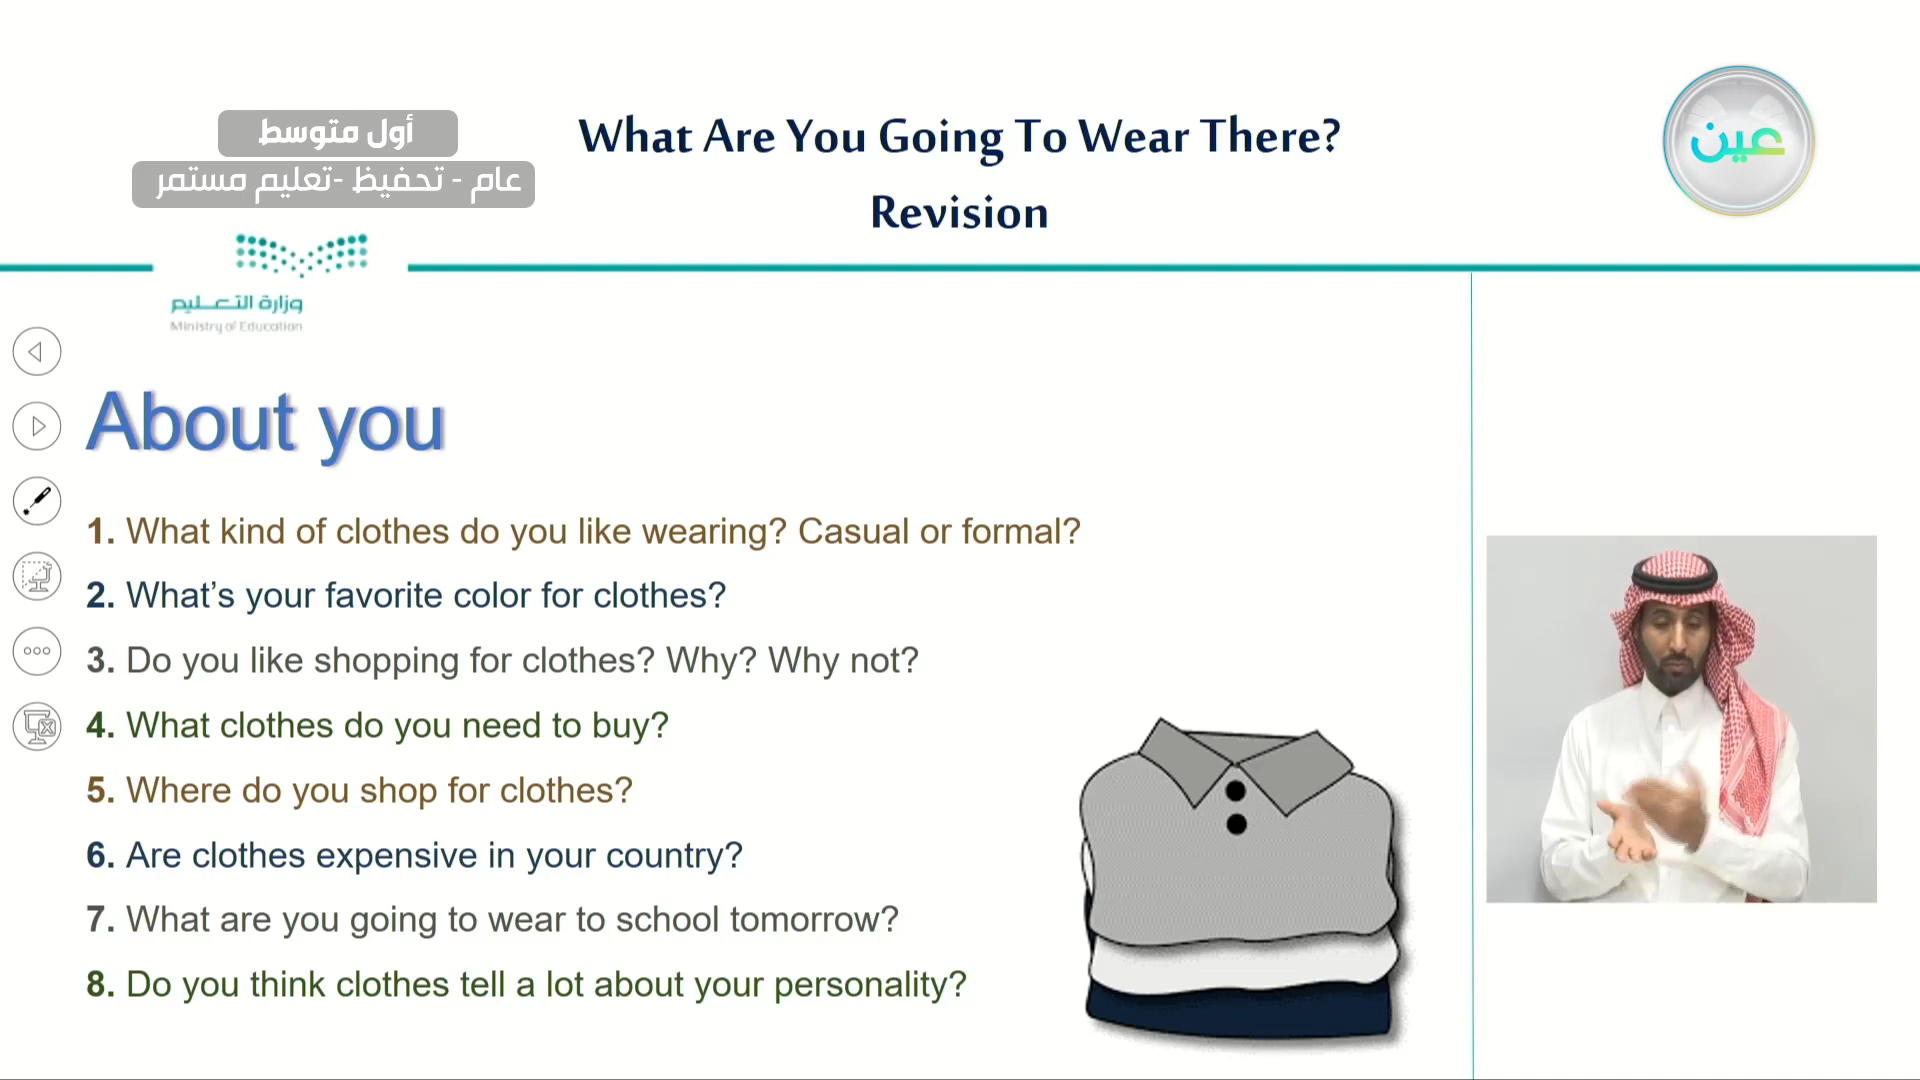 What Are You Going To Wear There?
Revision
أول متوسط
عام - تحفيظ -تعليم مستمر
عين
وزارة التعليم
Ministry of Education
About you
1. What kind of clothes do you like wearing? Casual or formal?
2. What’s your favorite color for clothes?
3. Do you like shopping for clothes? Why? Why not?
4. What clothes do you need to buy?
5. Where do you shop for clothes?
6. Are clothes expensive in your country?
7. What are you going to wear to school tomorrow?
8. Do you think clothes tell a lot about your personality?